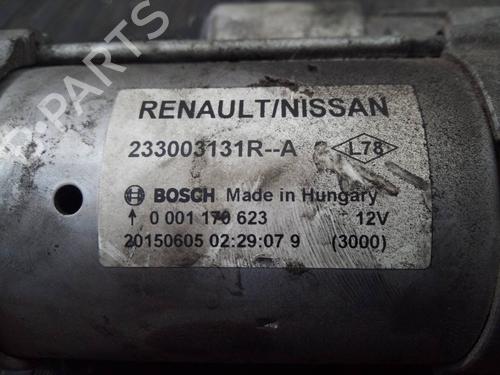 RENAULT/NISSAN
233003131R--A L78
BOSCH Made in Hungary
0 001 170 623 12V
20150605 02:29:07 9 (3000)
B-PARTS